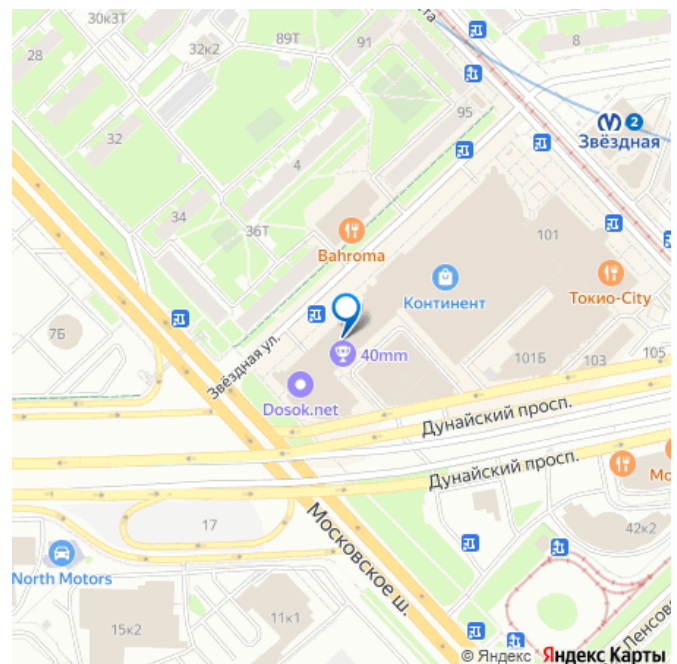 30к3Т
89Т
91
8
28
32к2
95
32
4
2
Звёздная
34
36Т
101
Bahroma
Континент
Токио-City
7Б
Звёздная ул.
40mm
101Б
103
105
Dosok.net
Дунайский просп.
Дунайский просп.
17
Московское ш.
42к2
North Motors
15к2
11к1
© Яндекс Яндекс Карты